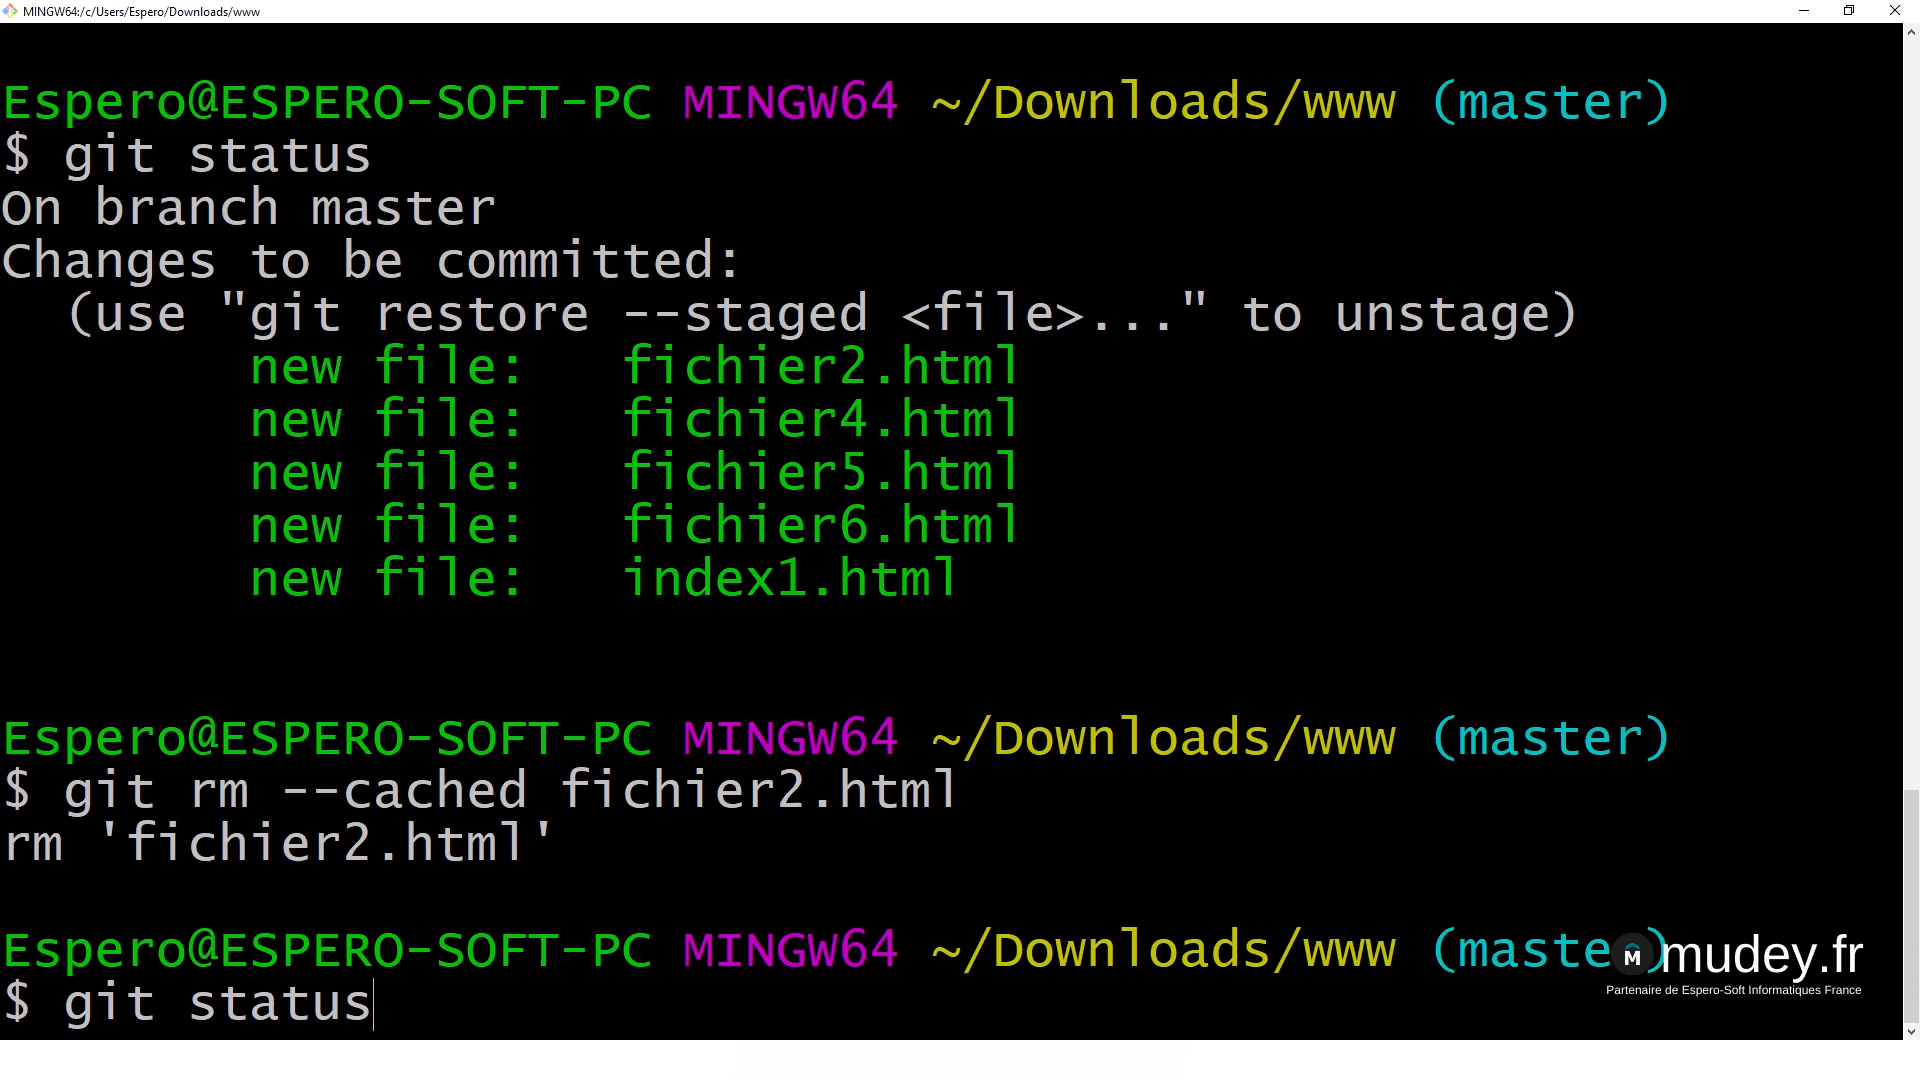 MINGW64:/c/Users/Espero/Downloads/www
Espero@ESPERO-SOFT-PC MINGW64 ~/Downloads/www (master)
$ git status
On branch master
Changes to be committed:
  (use "git restore --staged <file>..." to unstage)
        new file:   fichier2.html
        new file:   fichier4.html
        new file:   fichier5.html
        new file:   fichier6.html
        new file:   index1.html
Espero@ESPERO-SOFT-PC MINGW64 ~/Downloads/www (master)
$ git rm --cached fichier2.html
rm 'fichier2.html'
Espero@ESPERO-SOFT-PC MINGW64 ~/Downloads/www (master)
$ git status
M mudey.fr
Partenaire de Espero-Soft Informatiques France